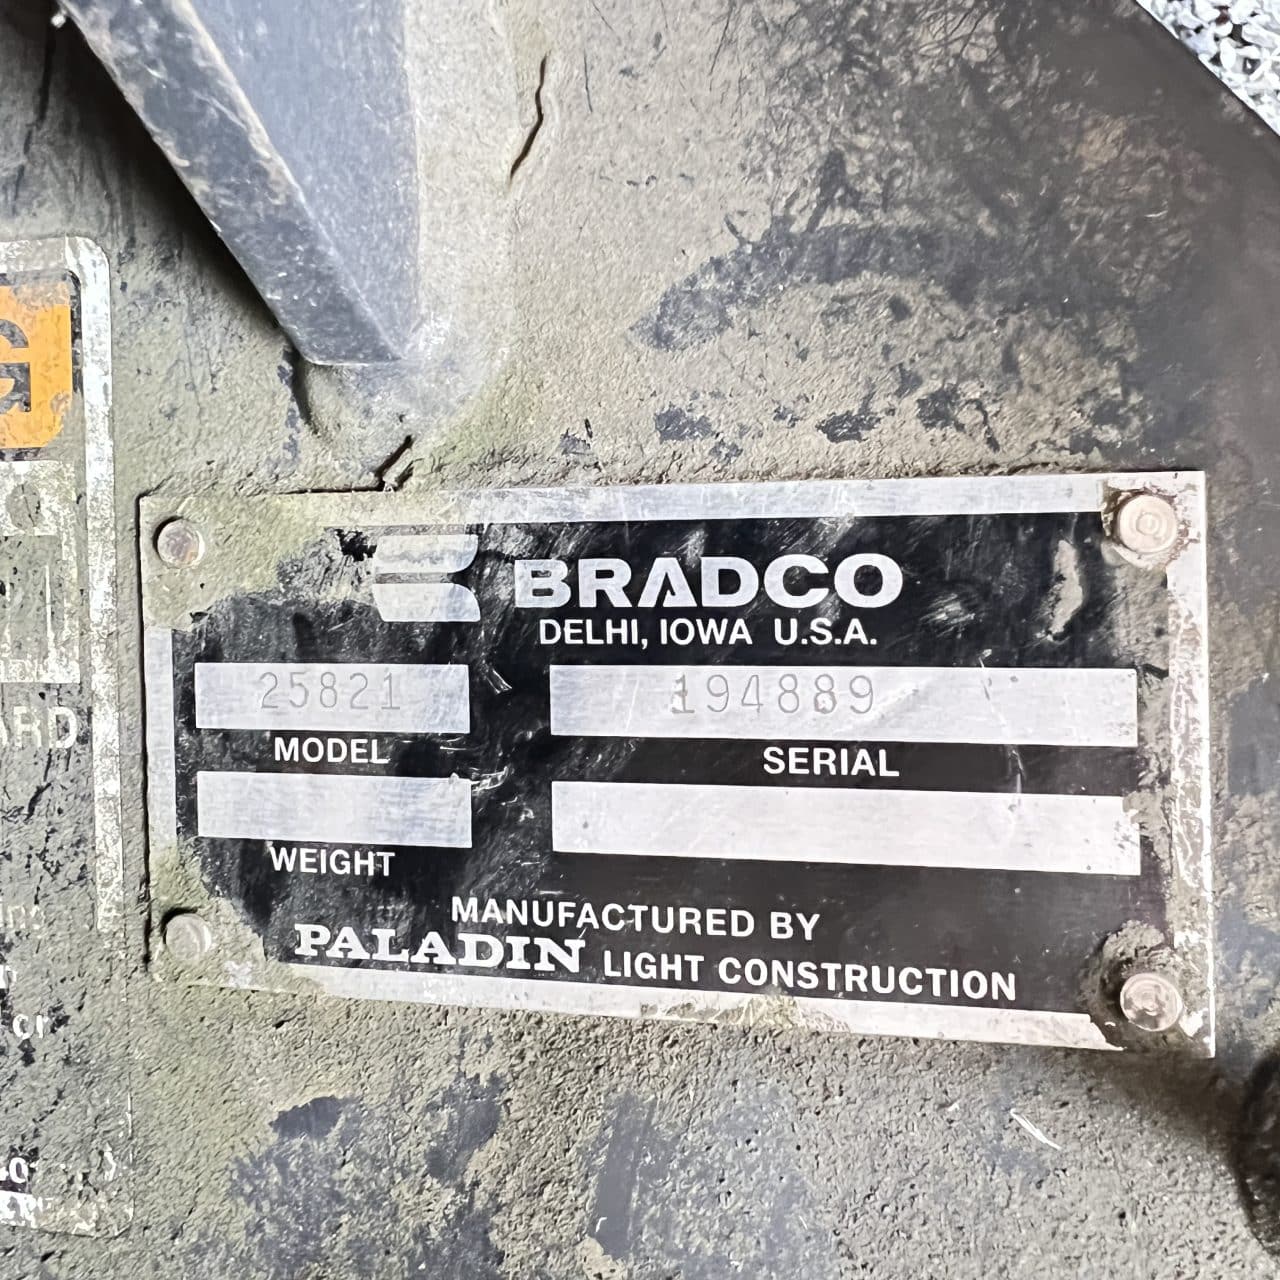 BRADCO
DELHI, IOWA U.S.A.
25821
194889
MODEL
SERIAL
WEIGHT
MANUFACTURED BY
PALADIN LIGHT CONSTRUCTION